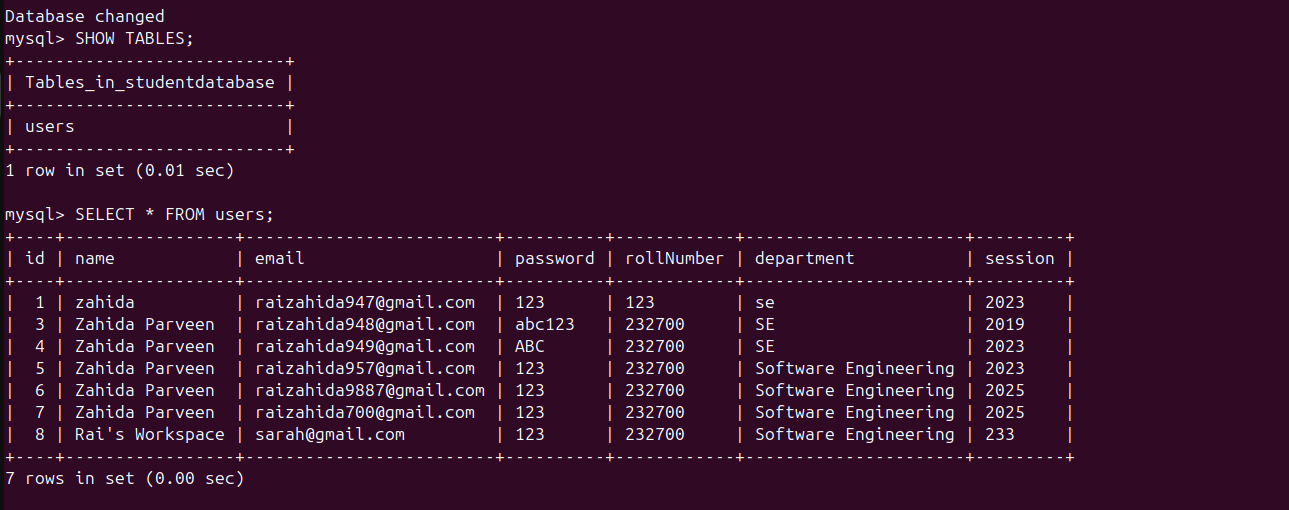 Database changed
mysql> SHOW TABLES;
+---------------------------+
| Tables_in_studentdatabase |
+---------------------------+
| users                     |
+---------------------------+
1 row in set (0.01 sec)

mysql> SELECT * FROM users;
+----+-----------------+-------------------------+----------+------------+----------------------+---------+
| id | name            | email                   | password | rollNumber | department           | session |
+----+-----------------+-------------------------+----------+------------+----------------------+---------+
|  1 | zahida          | raizahida947@gmail.com  | 123      | 123        | se                   | 2023    |
|  3 | Zahida Parveen  | raizahida948@gmail.com  | abc123   | 232700     | SE                   | 2019    |
|  4 | Zahida Parveen  | raizahida949@gmail.com  | ABC      | 232700     | SE                   | 2023    |
|  5 | Zahida Parveen  | raizahida957@gmail.com  | 123      | 232700     | Software Engineering | 2023    |
|  6 | Zahida Parveen  | raizahida9887@gmail.com | 123      | 232700     | Software Engineering | 2025    |
|  7 | Zahida Parveen  | raizahida700@gmail.com  | 123      | 232700     | Software Engineering | 2025    |
|  8 | Rai's Workspace | sarah@gmail.com         | 123      | 232700     | Software Engineering | 233     |
+----+-----------------+-------------------------+----------+------------+----------------------+---------+
7 rows in set (0.00 sec)